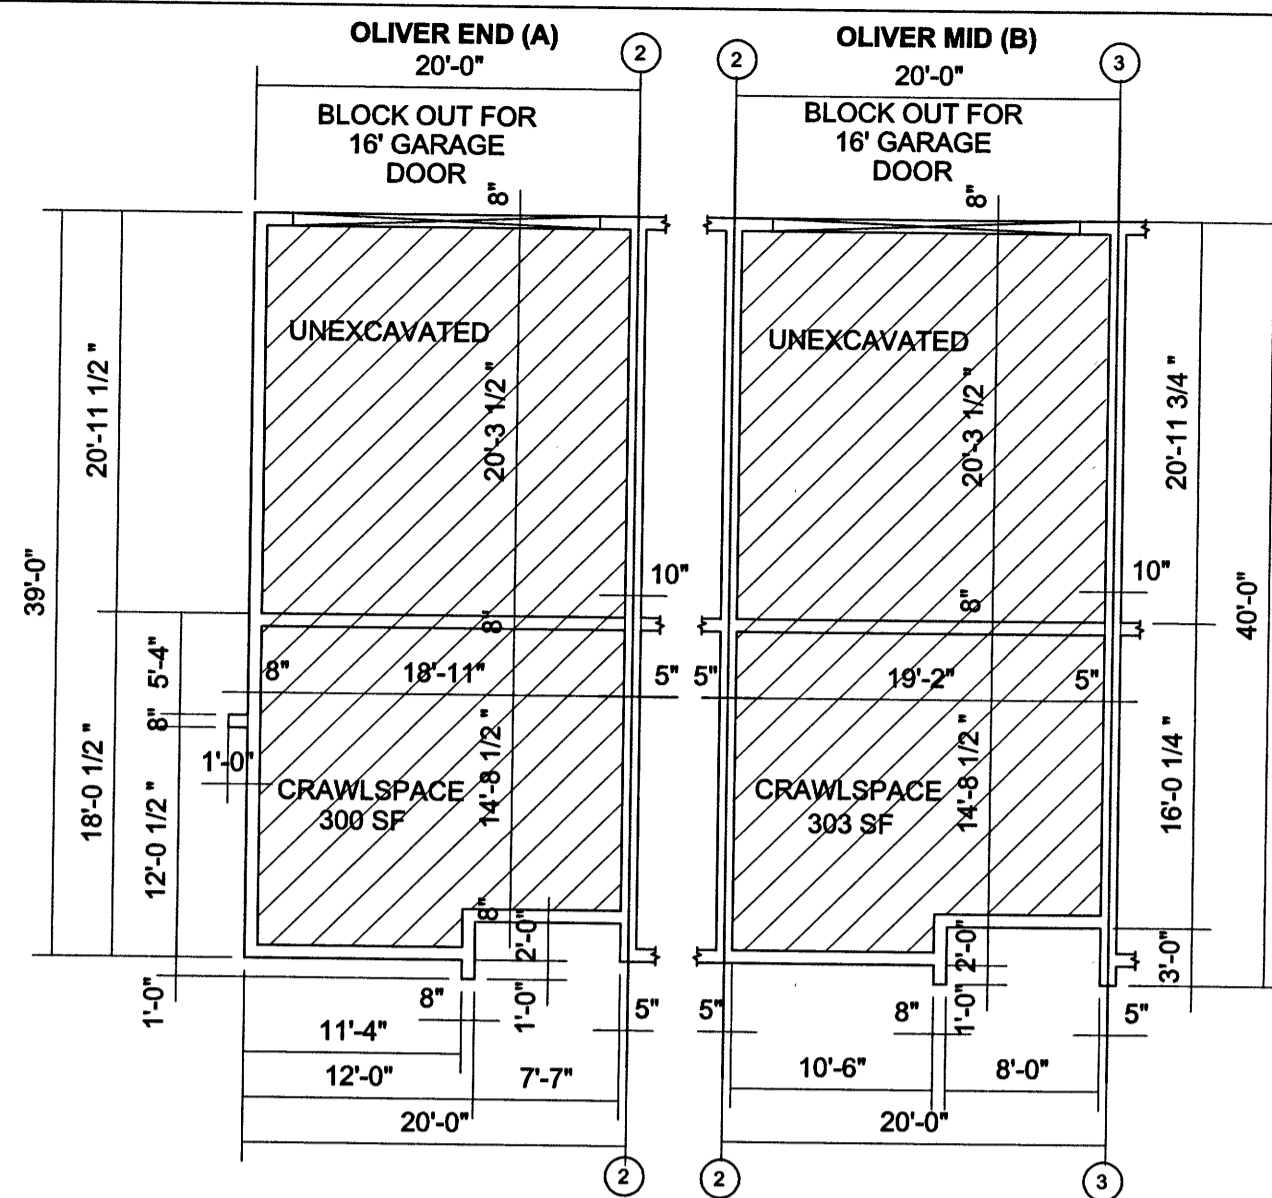 OLIVER END (A)
20'-0"
2
BLOCK OUT FOR
16' GARAGE
DOOR
8"
UNEXCAVATED
20'-3 1/2 "
20'-11 1/2 "
39'-0"
10"
8"
8"
18'-11"
5"
5'-4"
8"
1'-0"
18'-0 1/2 "
12'-0 1/2 "
14'-8 1/2 "
CRAWLSPACE
300 SF
8"
2'-0"
1'-0"
1'-0"
8"
5"
11'-4"
12'-0"
7'-7"
20'-0"
2
OLIVER MID (B)
2
20'-0"
3
BLOCK OUT FOR
16' GARAGE
DOOR
8"
UNEXCAVATED
20'-3 1/2 "
20'-11 3/4 "
10"
8"
40'-0"
5"
19'-2"
5"
14'-8 1/2 "
16'-0 1/4 "
CRAWLSPACE
303 SF
2'-0"
3'-0"
1'-0"
5"
8"
5"
10'-6"
8'-0"
20'-0"
2
3